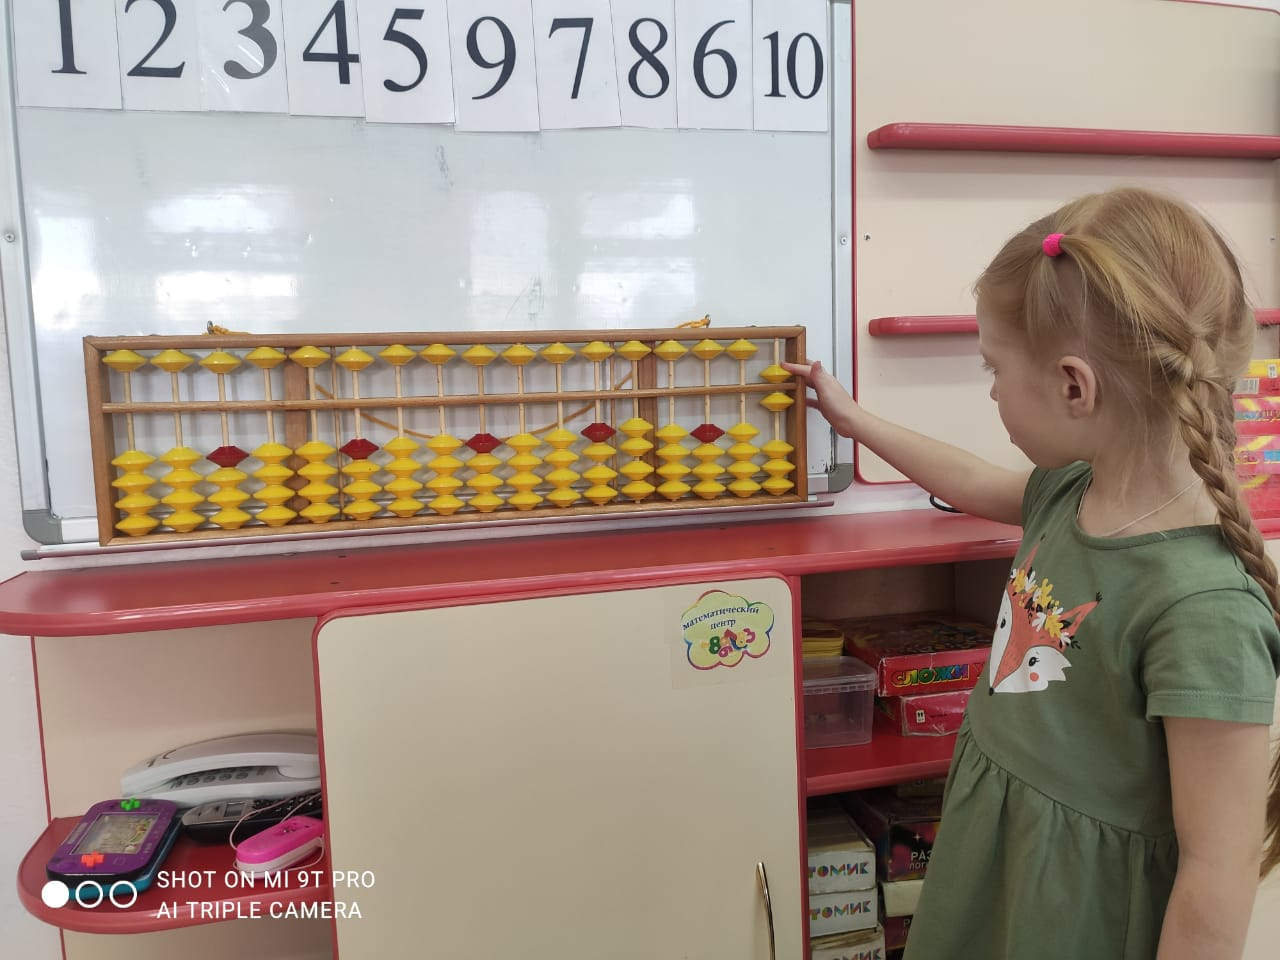 1 2 3 4 5 9 7 8 6 10
математический
центр
СЛОЖИ
ТОМИК
ТОМИК
SHOT ON MI 9T PRO
AI TRIPLE CAMERA